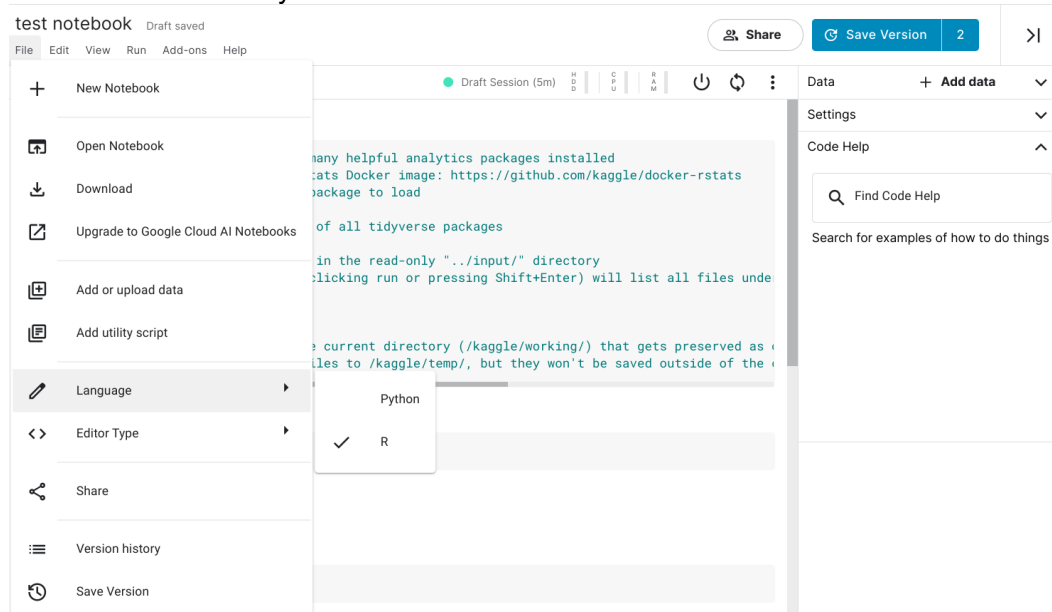 test notebook Draft saved
Share
Save Version 2
File Edit View Run Add-ons Help
New Notebook
Open Notebook
Download
Upgrade to Google Cloud AI Notebooks
Add or upload data
Add utility script
Language
Editor Type
Share
Version history
Save Version
Python
R
Draft Session (5m) HDD CPU RAM
many helpful analytics packages installed
tats Docker image: https://github.com/kaggle/docker-rstats
package to load
of all tidyverse packages
in the read-only "../input/" directory
clicking run or pressing Shift+Enter) will list all files unde
e current directory (/kaggle/working/) that gets preserved as
iles to /kaggle/temp/, but they won't be saved outside of the
Data + Add data
Settings
Code Help
Find Code Help
Search for examples of how to do things